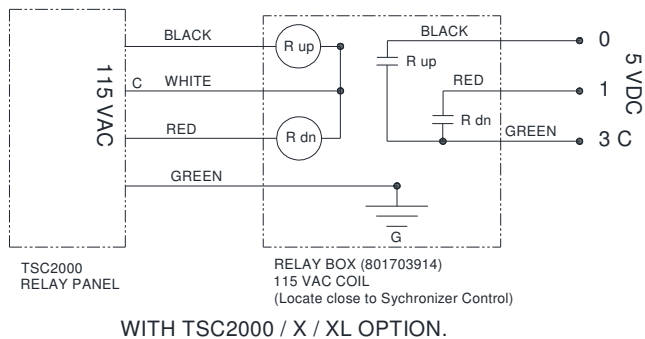 BLACK
R up
BLACK
0
R up
C WHITE
RED
1
115 VAC
5 VDC
RED
R dn
R dn
GREEN
3 C
GREEN
G
TSC2000
RELAY PANEL
RELAY BOX (801703914)
115 VAC COIL
(Locate close to Sychronizer Control)
WITH TSC2000 / X / XL OPTION.